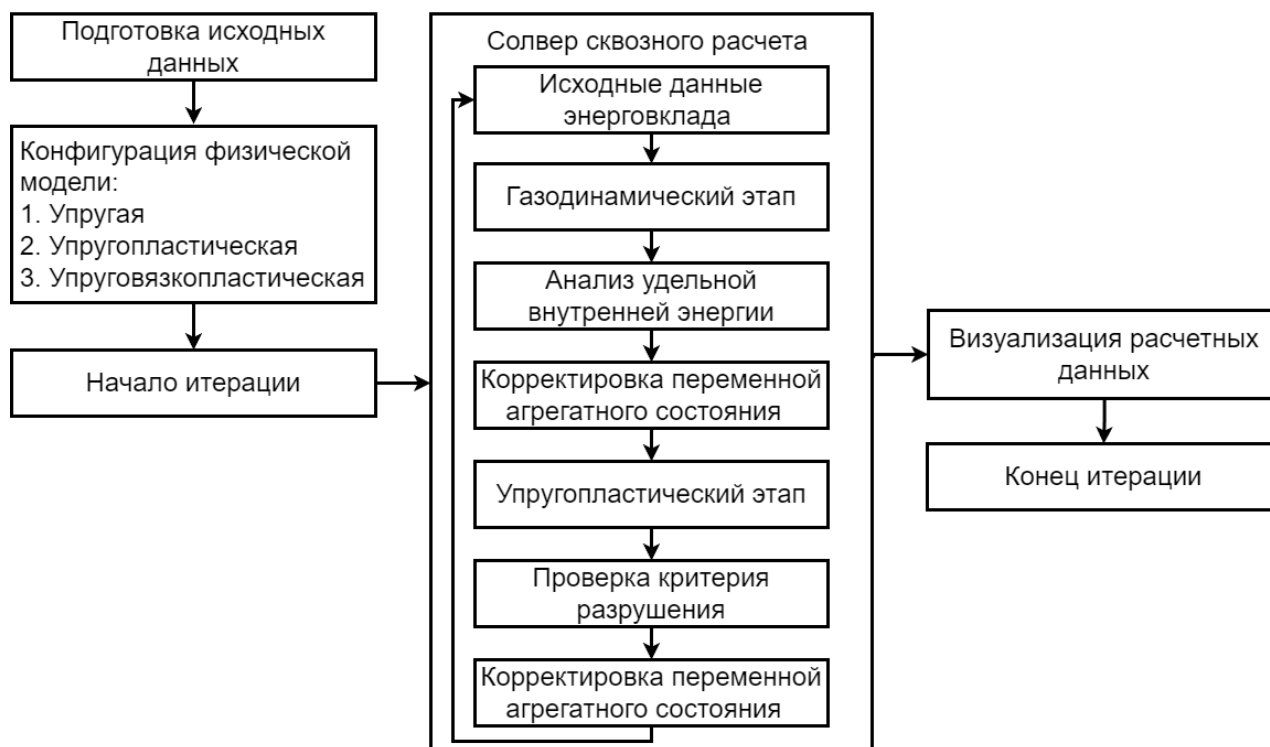 Подготовка исходных
данных
Конфигурация физической
модели:
1. Упругая
2. Упругопластическая
3. Упруговязкопластическая
Начало итерации
Солвер сквозного расчета
Исходные данные
энерговклада
Газодинамический этап
Анализ удельной
внутренней энергии
Корректировка переменной
агрегатного состояния
Упругопластический этап
Проверка критерия
разрушения
Корректировка переменной
агрегатного состояния
Визуализация расчетных
данных
Конец итерации